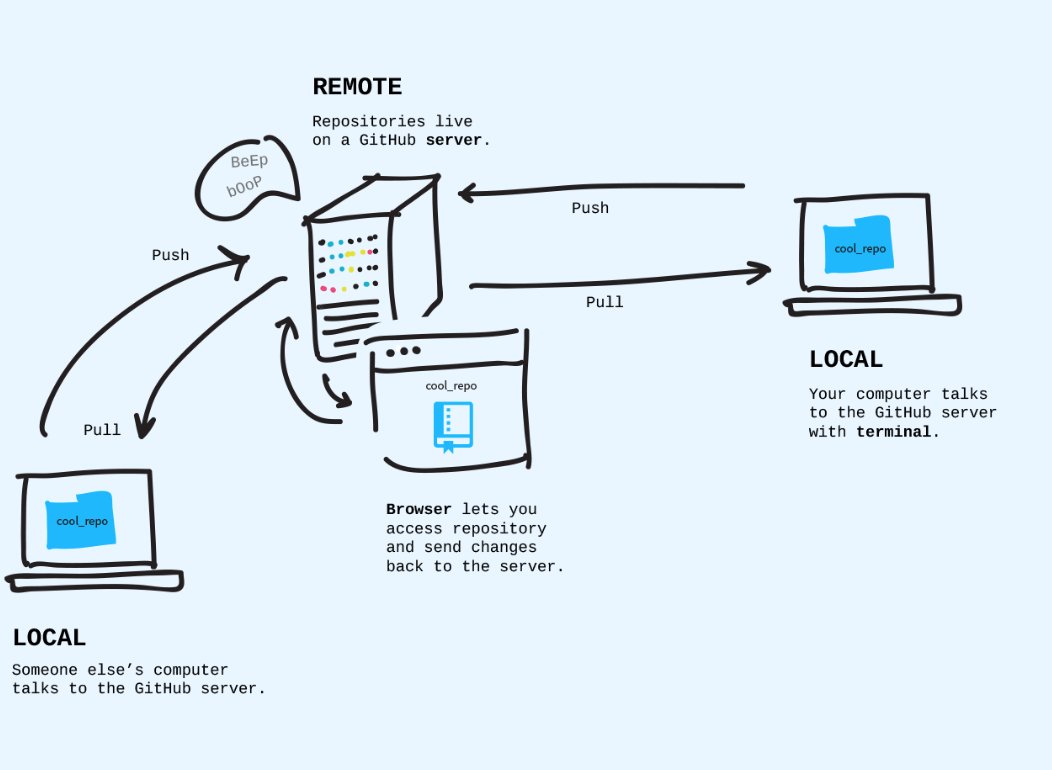 REMOTE
Repositories live
on a GitHub server.
BeEp
bOoP
Push
Pull
cool_repo
LOCAL
Your computer talks
to the GitHub server
with terminal.
Push
Pull
cool_repo
Browser lets you
access repository
and send changes
back to the server.
cool_repo
LOCAL
Someone else’s computer
talks to the GitHub server.